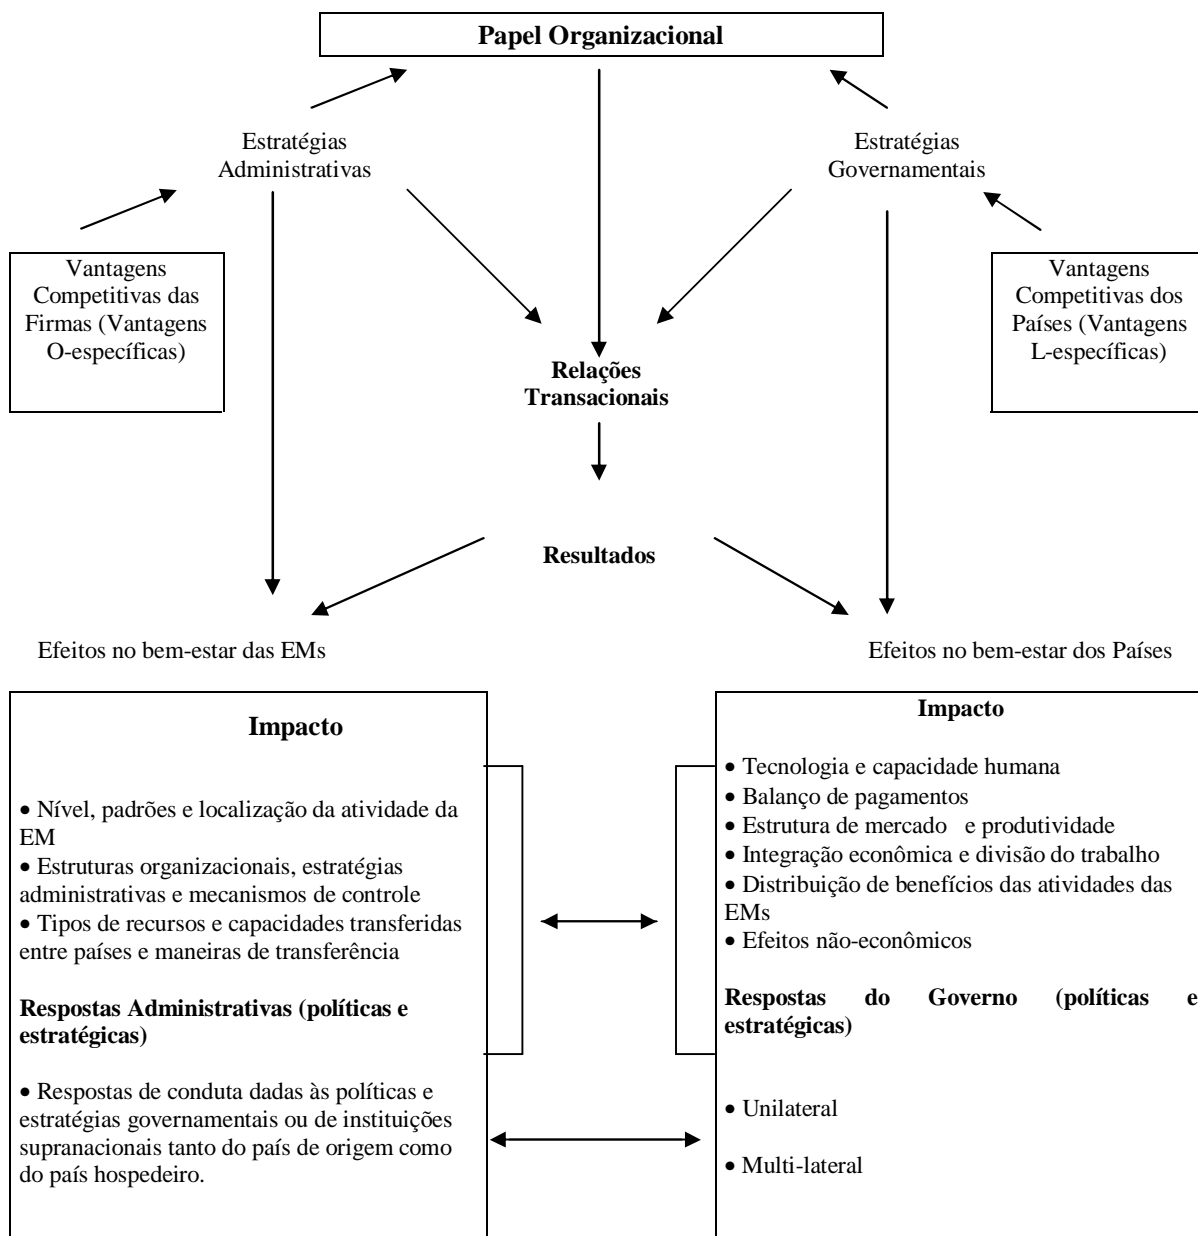 Papel Organizacional
Estratégias
Administrativas
Estratégias
Governamentais
Vantagens
Competitivas das
Firmas (Vantagens
O-específicas)
Vantagens
Competitivas dos
Países (Vantagens
L-específicas)
Relações
Transacionais
Resultados
Efeitos no bem-estar das EMs
Efeitos no bem-estar dos Países
Impacto
• Nível, padrões e localização da atividade da
EM
• Estruturas organizacionais, estratégias
administrativas e mecanismos de controle
• Tipos de recursos e capacidades transferidas
entre países e maneiras de transferência
Respostas Administrativas (políticas e
estratégicas)
• Respostas de conduta dadas às políticas e
estratégias governamentais ou de instituições
supranacionais tanto do país de origem como
do país hospedeiro.
Impacto
• Tecnologia e capacidade humana
• Balanço de pagamentos
• Estrutura de mercado e produtividade
• Integração econômica e divisão do trabalho
• Distribuição de benefícios das atividades das
EMs
• Efeitos não-econômicos
Respostas do Governo (políticas e
estratégicas)
• Unilateral
• Multi-lateral